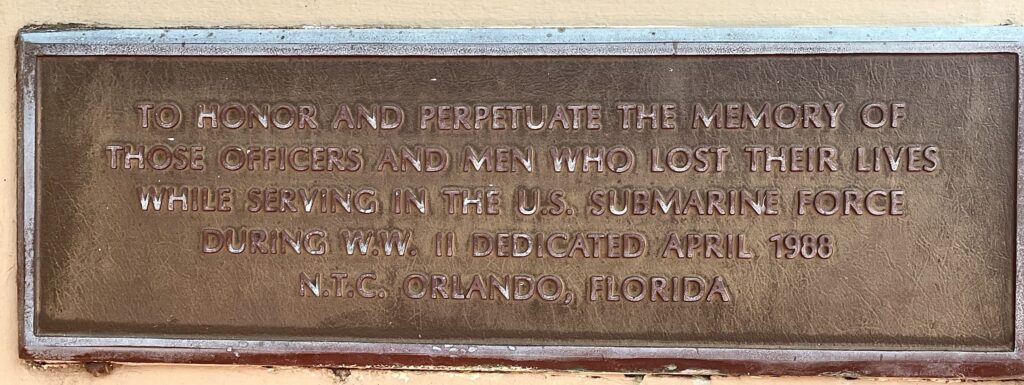 TO HONOR AND PERPETUATE THE MEMORY OF
THOSE OFFICERS AND MEN WHO LOST THEIR LIVES
WHILE SERVING IN THE U.S. SUBMARINE FORCE
DURING W.W. II DEDICATED APRIL 1988
N.T.C. ORLANDO, FLORIDA